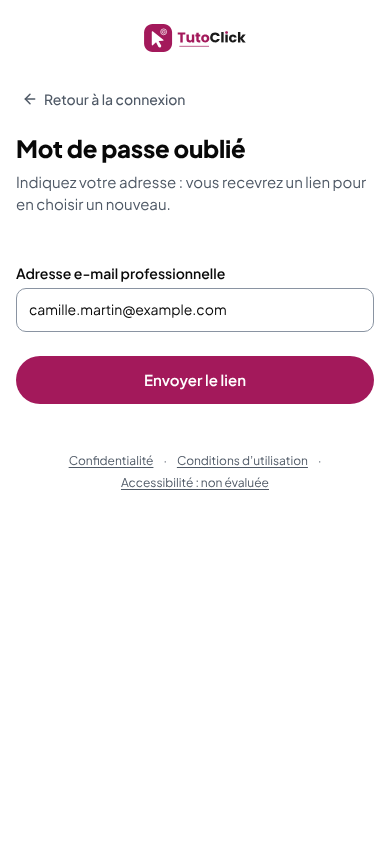 TutoClick
Retour à la connexion
Mot de passe oublié
Indiquez votre adresse : vous recevrez un lien pour
en choisir un nouveau.
Adresse e-mail professionnelle
camille.martin@example.com
Envoyer le lien
Confidentialité · Conditions d'utilisation ·
Accessibilité : non évaluée